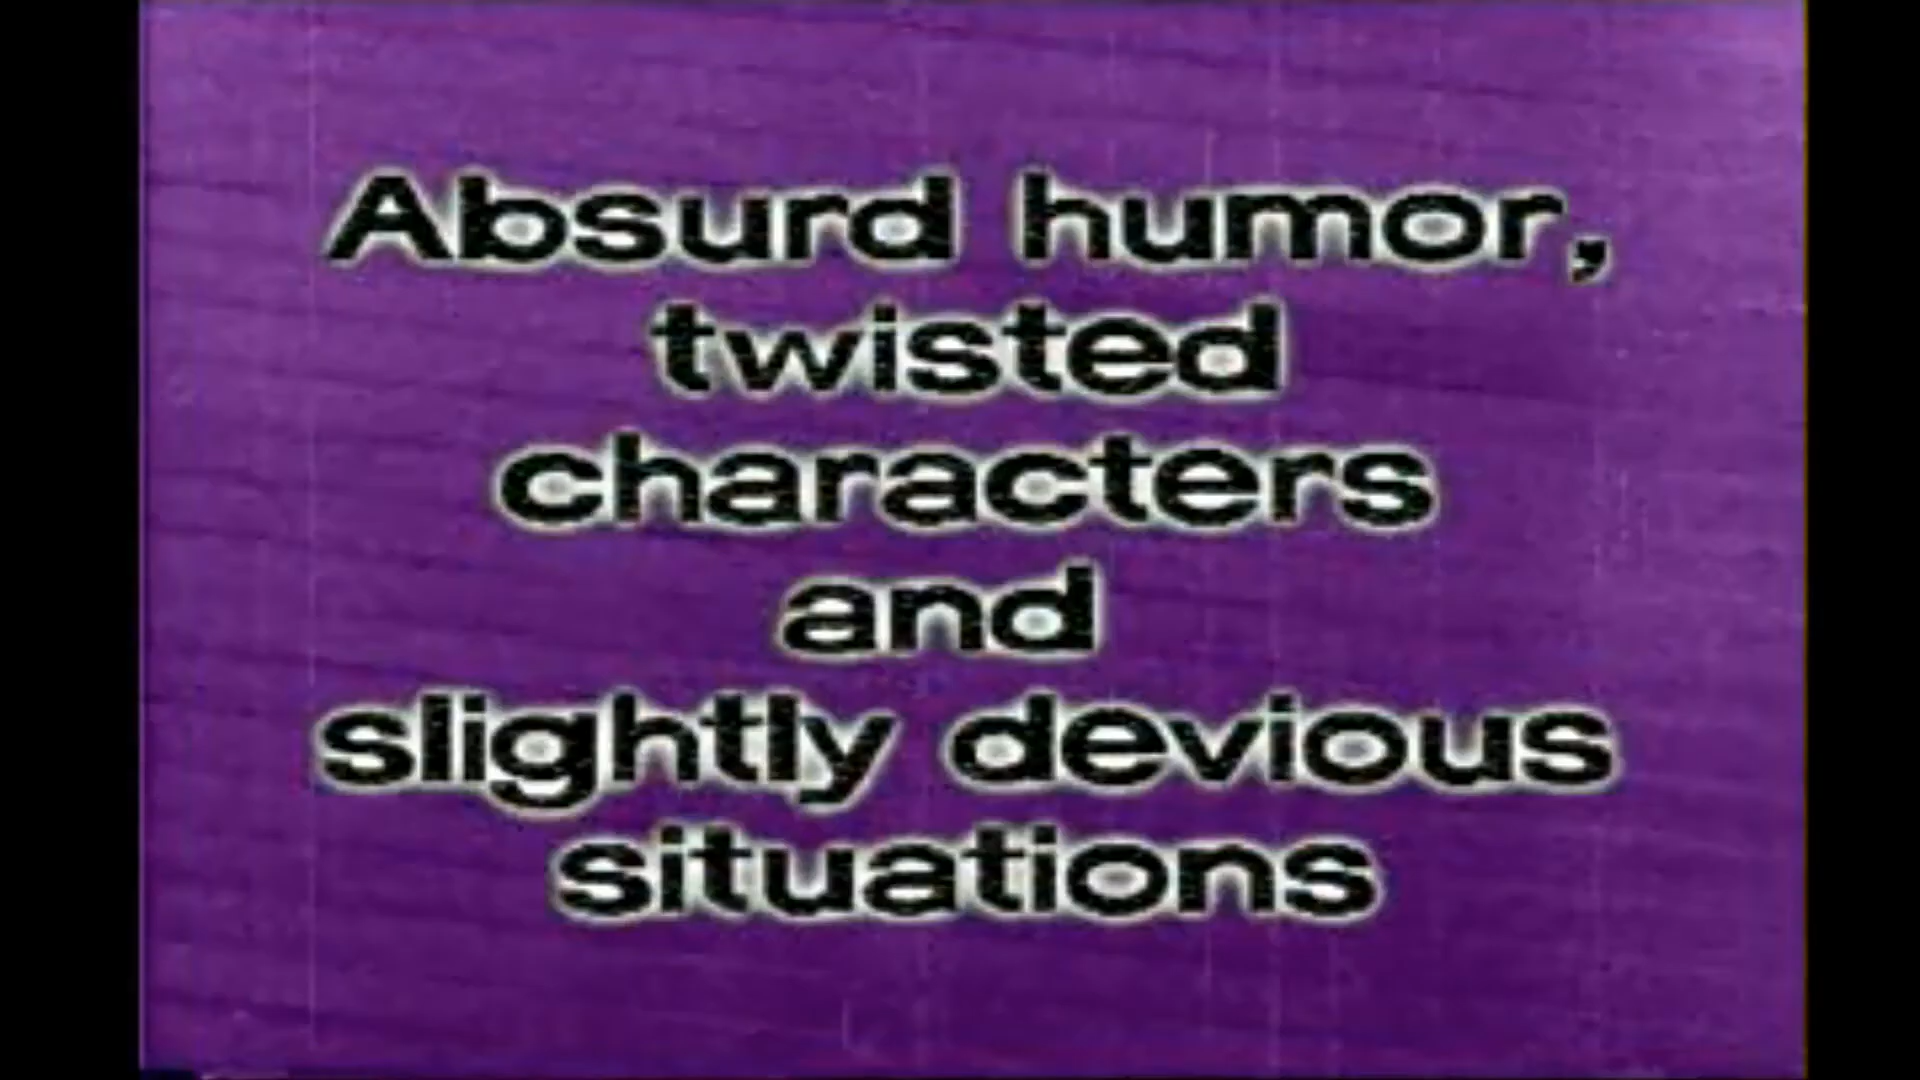 Absurd humor,
twisted
characters
and
slightly devious
situations